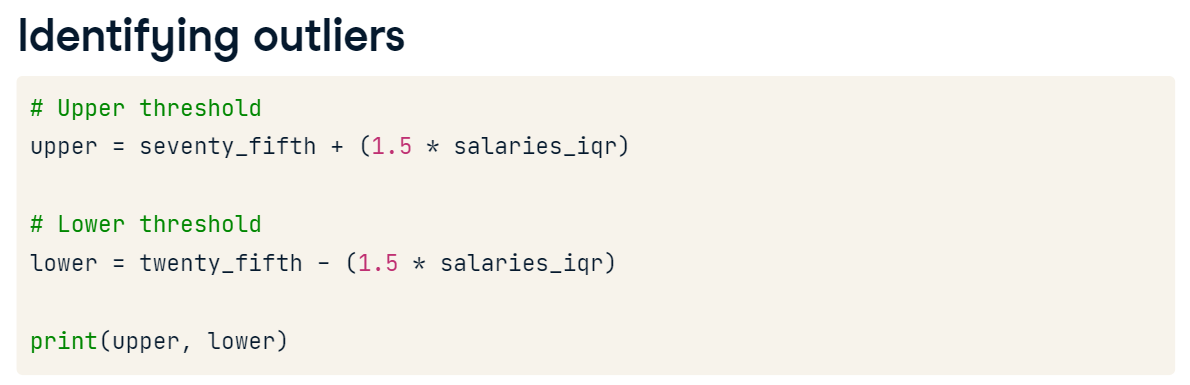 Identifying outliers
# Upper threshold
upper = seventy_fifth + (1.5 * salaries_iqr)
# Lower threshold
lower = twenty_fifth - (1.5 * salaries_iqr)
print(upper, lower)